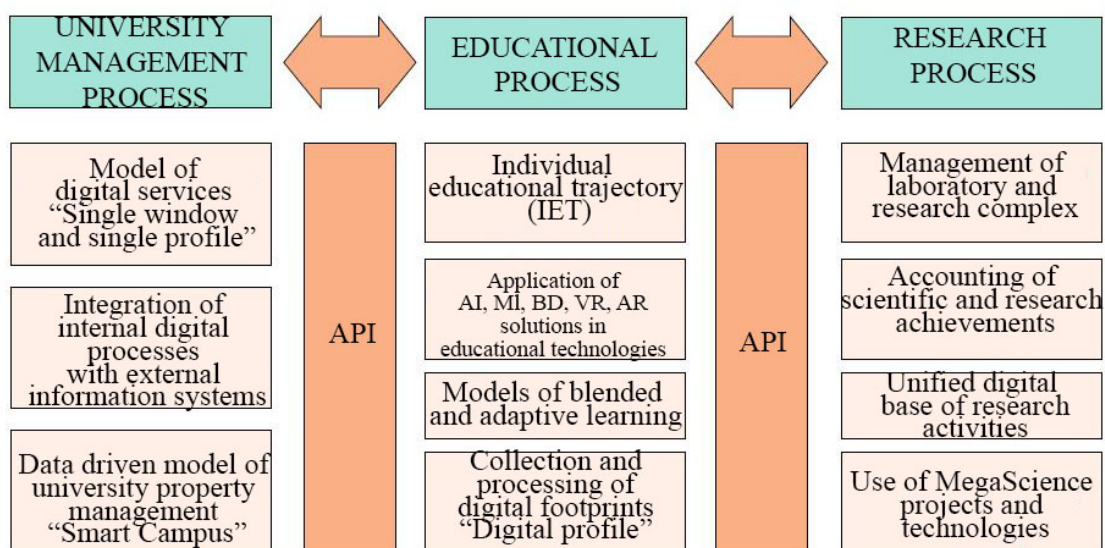 UNIVERSITY
MANAGEMENT
PROCESS
EDUCATIONAL
PROCESS
RESEARCH
PROCESS
Model of
digital services
“Single window
and single profile”
Integration of
internal digital
processes
with external
information systems
Data driven model of
university property
management
“Smart Campus”
API
Individual
educational trajectory
(IET)
Application of
AI, Ml, BD, VR, AR
solutions in
educational technologies
Models of blended
and adaptive learning
Collection and
processing of
digital footprints
“Digital profile”
API
Management of
laboratory and
research complex
Accounting of
scientific and research
achievements
Unified digital
base of research
activities
Use of MegaScience
projects and
technologies